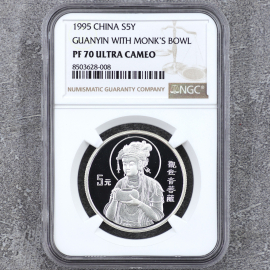 1995 CHINA S5Y
GUANYIN WITH MONK'S BOWL
PF 70 ULTRA CAMEO
8503628-008
NUMISMATIC GUARANTY COMPANY
NGC
5元